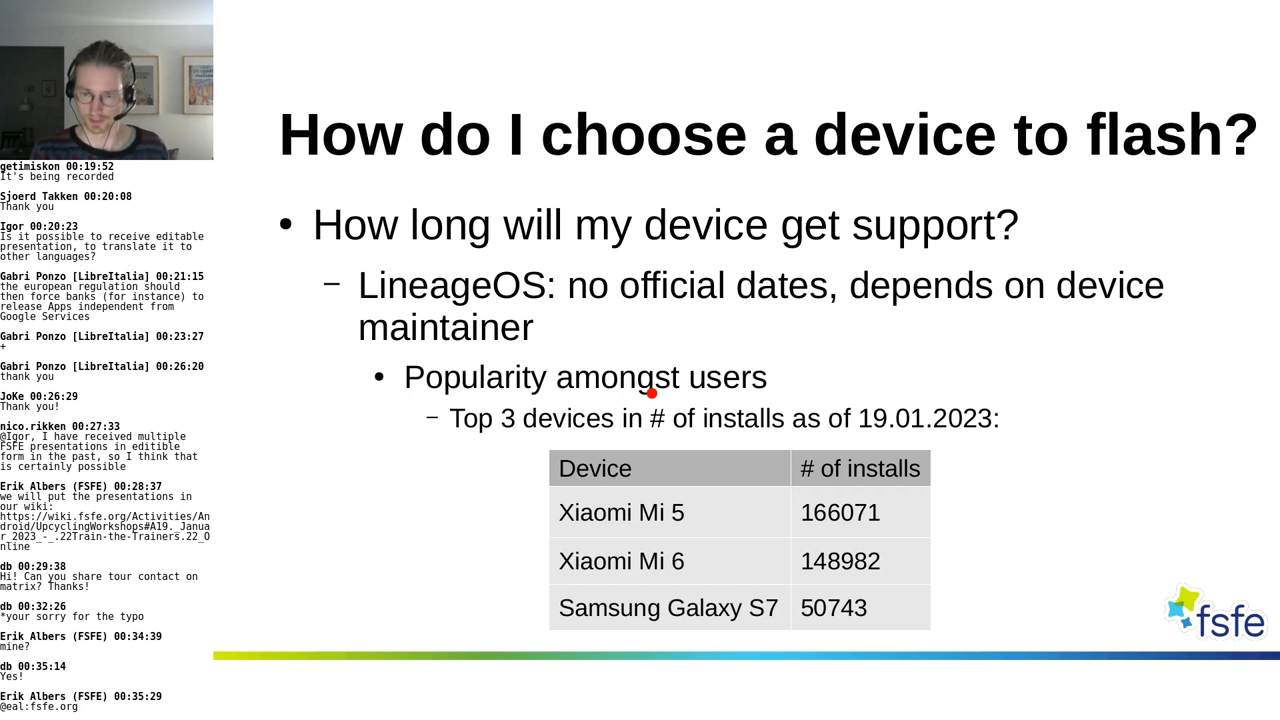 getimiskon 00:19:52
It's being recorded
Sjoerd Takken 00:20:08
Thank you
Igor 00:20:23
Is it possible to receive editable
presentation, to translate it to
other languages?
Gabri Ponzo [LibreItalia] 00:21:15
the european regulation should
then force banks (for instance) to
release Apps independent from
Google Services
Gabri Ponzo [LibreItalia] 00:23:27
+
Gabri Ponzo [LibreItalia] 00:26:20
thank you
JoKe 00:26:29
Thank you!
nico.rikken 00:27:33
@Igor, I have received multiple
FSFE presentations in editible
form in the past, so I think that
is certainly possible
Erik Albers (FSFE) 00:28:37
we will put the presentations in
our wiki:
https://wiki.fsfe.org/Activities/An
droid/UpcyclingWorkshops#A19._Janua
r_2023_-_.22Train-the-Trainers.22_O
nline
db 00:29:38
Hi! Can you share tour contact on
matrix? Thanks!
db 00:32:26
*your sorry for the typo
Erik Albers (FSFE) 00:34:39
mine?
db 00:35:14
Yes!
Erik Albers (FSFE) 00:35:29
@eal:fsfe.org
How do I choose a device to flash?
• How long will my device get support?
– LineageOS: no official dates, depends on device
maintainer
• Popularity amongst users
– Top 3 devices in # of installs as of 19.01.2023:
Device # of installs
Xiaomi Mi 5 166071
Xiaomi Mi 6 148982
Samsung Galaxy S7 50743
fsfe